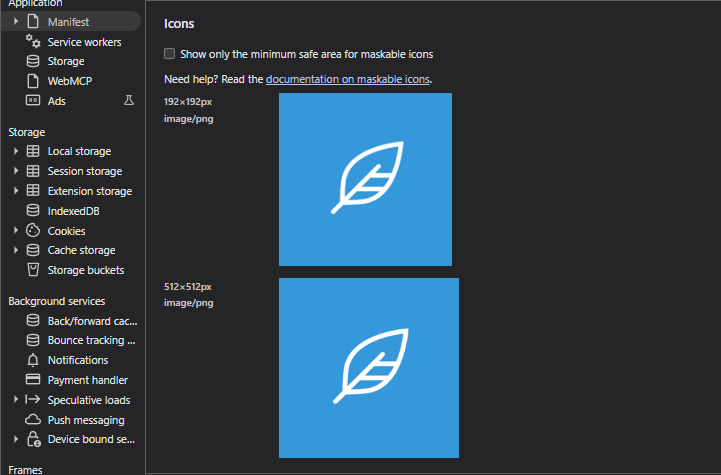 Application
Manifest
Service workers
Storage
WebMCP
Ads
Storage
Local storage
Session storage
Extension storage
IndexedDB
Cookies
Cache storage
Storage buckets
Background services
Back/forward cac...
Bounce tracking ...
Notifications
Payment handler
Speculative loads
Push messaging
Device bound se...
Frames
Icons
Show only the minimum safe area for maskable icons
Need help? Read the documentation on maskable icons.
192×192px
image/png
512×512px
image/png